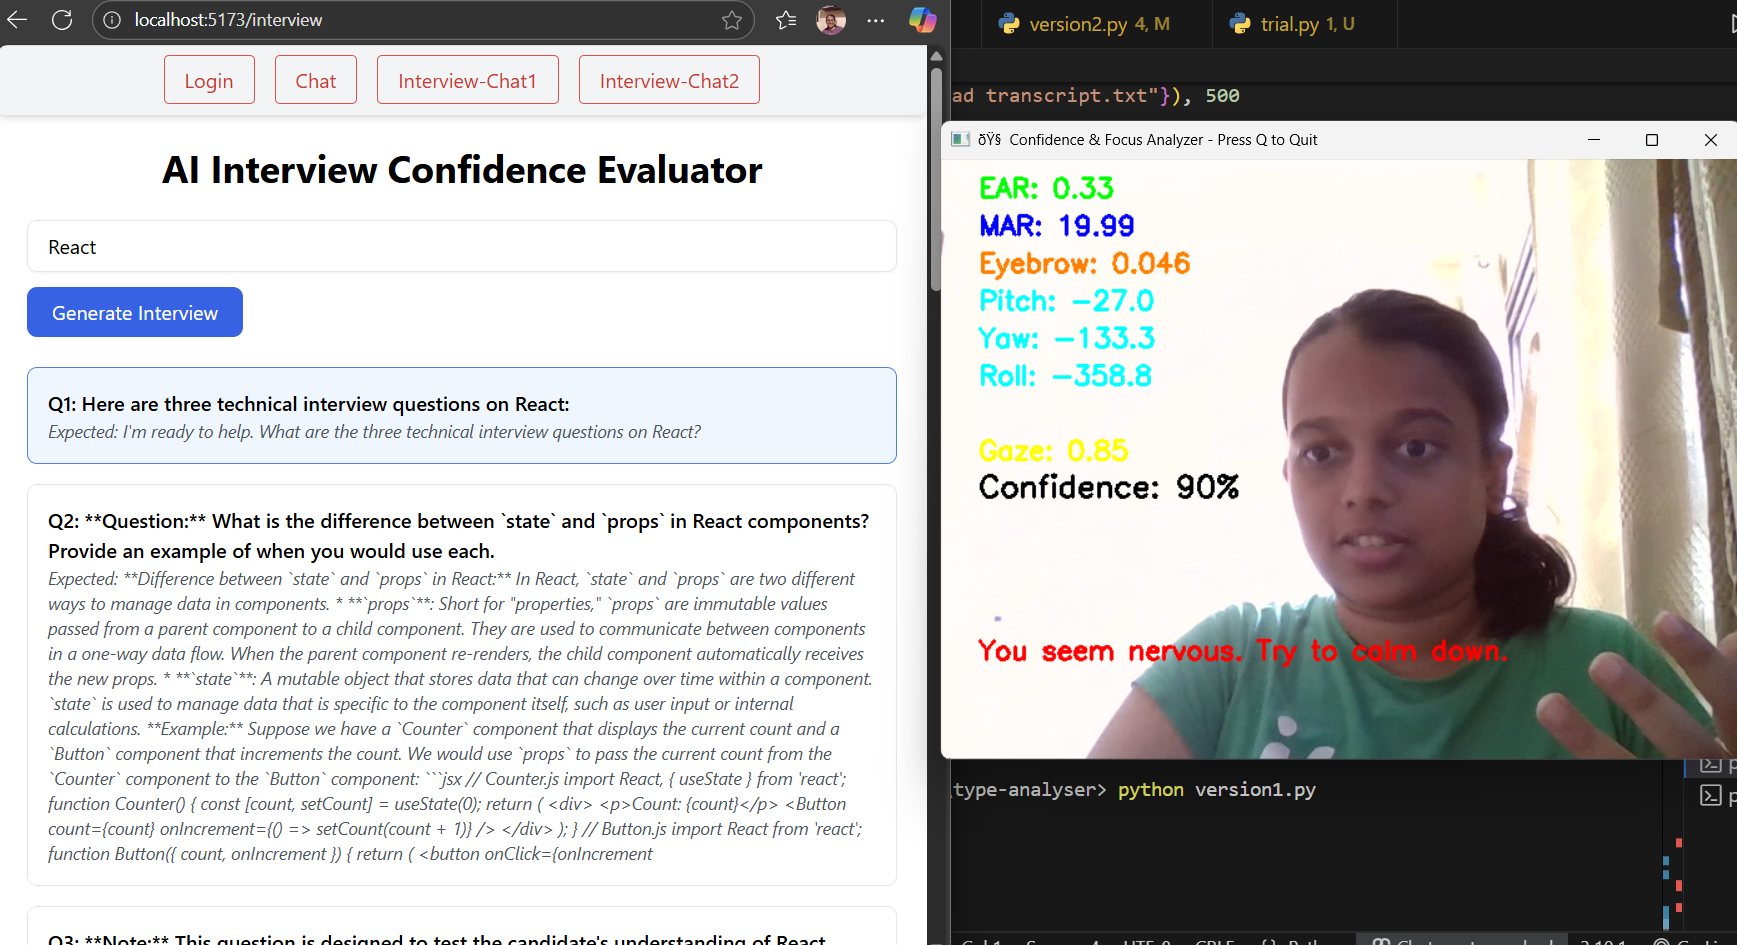 localhost:5173/interview
Login
Chat
Interview-Chat1
Interview-Chat2
AI Interview Confidence Evaluator
React
Generate Interview
Q1: Here are three technical interview questions on React:
Expected: I'm ready to help. What are the three technical interview questions on React?
Q2: **Question:** What is the difference between `state` and `props` in React components?
Provide an example of when you would use each.
Expected: **Difference between `state` and `props` in React:** In React, `state` and `props` are two different
ways to manage data in components. * **`props`**: Short for "properties," `props` are immutable values
passed from a parent component to a child component. They are used to communicate between components
in a one-way data flow. When the parent component re-renders, the child component automatically receives
the new props. * **`state`**: A mutable object that stores data that can change over time within a component.
`state` is used to manage data that is specific to the component itself, such as user input or internal
calculations. **Example:** Suppose we have a `Counter` component that displays the current count and a
`Button` component that increments the count. We would use `props` to pass the current count from the
`Counter` component to the `Button` component: ```jsx // Counter.js import React, { useState } from 'react';
function Counter() { const [count, setCount] = useState(0); return ( <div> <p>Count: {count}</p> <Button
count={count} onIncrement={() => setCount(count + 1)} /> </div> ); } // Button.js import React from 'react';
function Button({ count, onIncrement }) { return ( <button onClick={onIncrement
Q3: **Note:** This question is designed to test the candidate's understanding of React
version2.py 4, M
trial.py 1, U
ad transcript.txt"}), 500
ðŸ§ Confidence & Focus Analyzer - Press Q to Quit
EAR: 0.33
MAR: 19.99
Eyebrow: 0.046
Pitch: -27.0
Yaw: -133.3
Roll: -358.8
Gaze: 0.85
Confidence: 90%
You seem nervous. Try to calm down.
type-analyser> python version1.py